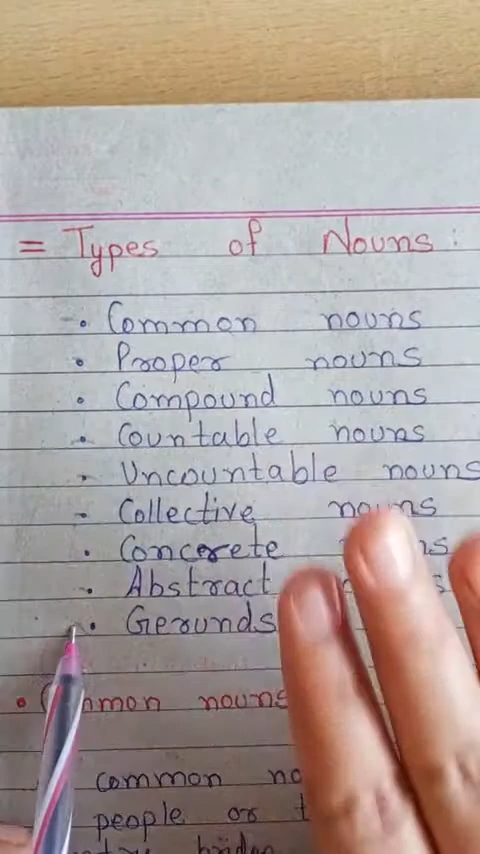 = Types of Nouns:
• Common nouns
• Proper nouns
• Compound nouns
• Countable nouns
• Uncountable nouns
• Collective nouns
• Concrete
• Abstract
• Gerunds
• Common nouns
common
people or